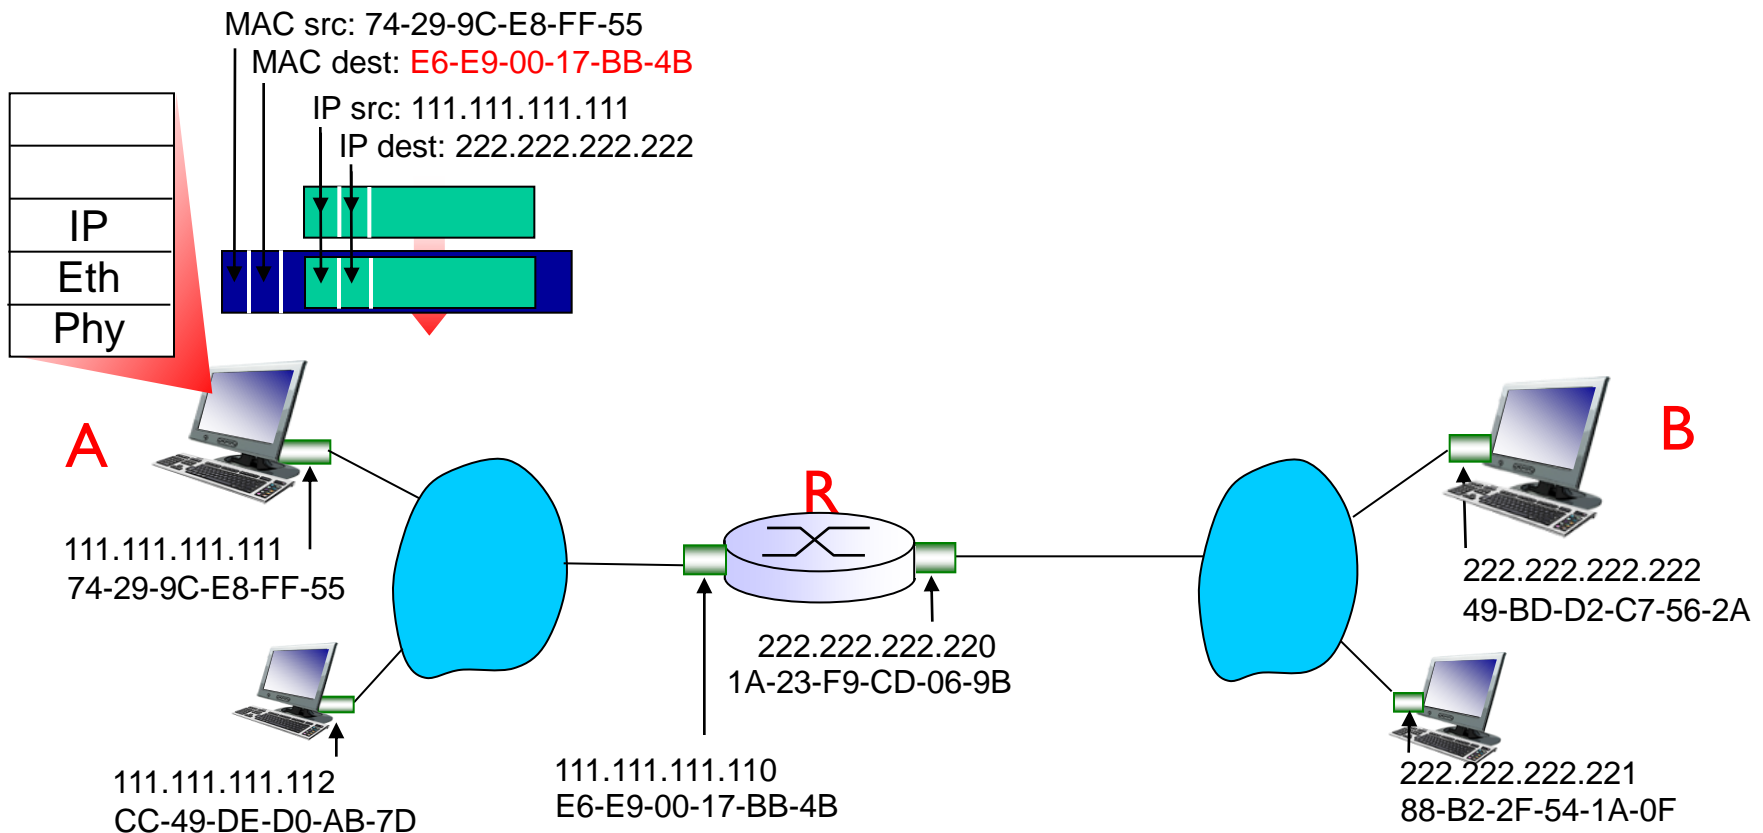 MAC src: 74-29-9C-E8-FF-55
MAC dest: E6-E9-00-17-BB-4B
IP src: 111.111.111.111
IP dest: 222.222.222.222
IP
Eth
Phy
A
B
R
111.111.111.111
74-29-9C-E8-FF-55
222.222.222.222
49-BD-D2-C7-56-2A
222.222.222.220
1A-23-F9-CD-06-9B
111.111.111.112
CC-49-DE-D0-AB-7D
111.111.111.110
E6-E9-00-17-BB-4B
222.222.222.221
88-B2-2F-54-1A-0F